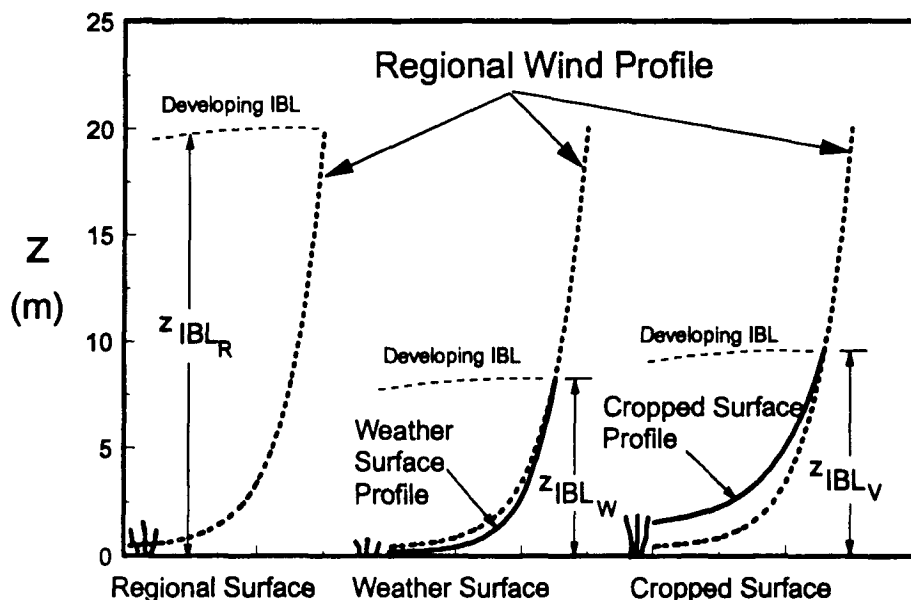 25
Regional Wind Profile
Developing IBL
20
15
Z
(m)
z IBL_R
10
Developing IBL
Developing IBL
Weather
Surface
Profile
Cropped Surface
Profile
5
z IBL_W
z IBL_V
0
Regional Surface
Weather Surface
Cropped Surface